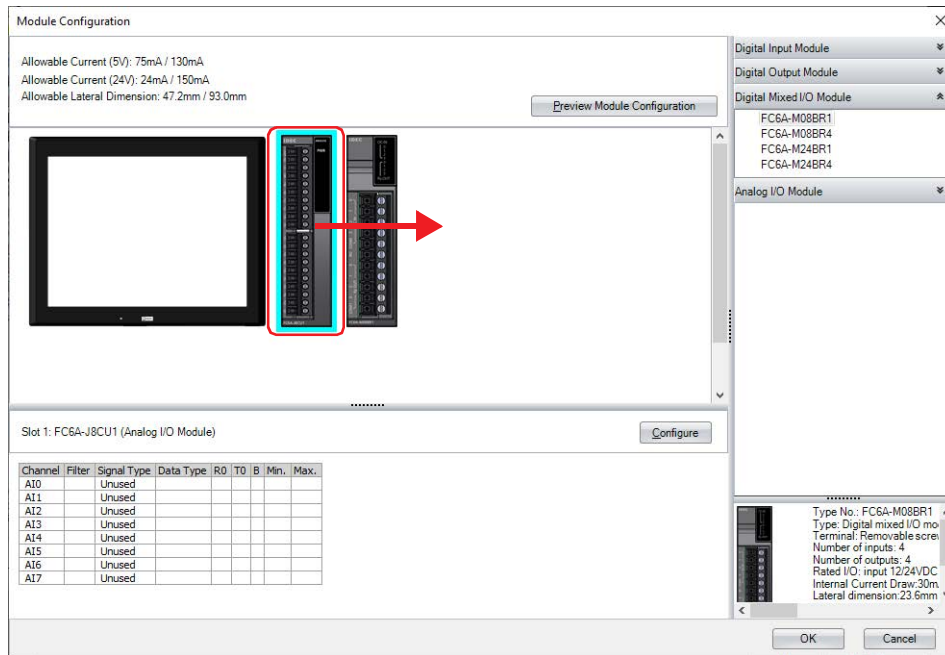 Module Configuration
Allowable Current (5V): 75mA / 130mA
Allowable Current (24V): 24mA / 150mA
Allowable Lateral Dimension: 47.2mm / 93.0mm
Preview Module Configuration
Slot 1: FC6A-J8CU1 (Analog I/O Module)
Configure
Channel Filter Signal Type Data Type R0 T0 B Min. Max.
AI0 Unused
AI1 Unused
AI2 Unused
AI3 Unused
AI4 Unused
AI5 Unused
AI6 Unused
AI7 Unused
Digital Input Module
Digital Output Module
Digital Mixed I/O Module
FC6A-M08BR1
FC6A-M08BR4
FC6A-M24BR1
FC6A-M24BR4
Analog I/O Module
Type No.: FC6A-M08BR1
Type: Digital mixed I/O mo
Terminal: Removable scre
Number of inputs: 4
Number of outputs: 4
Rated I/O: input 12/24VDC
Internal Current Draw:30m
Lateral dimension:23.6mm
OK
Cancel